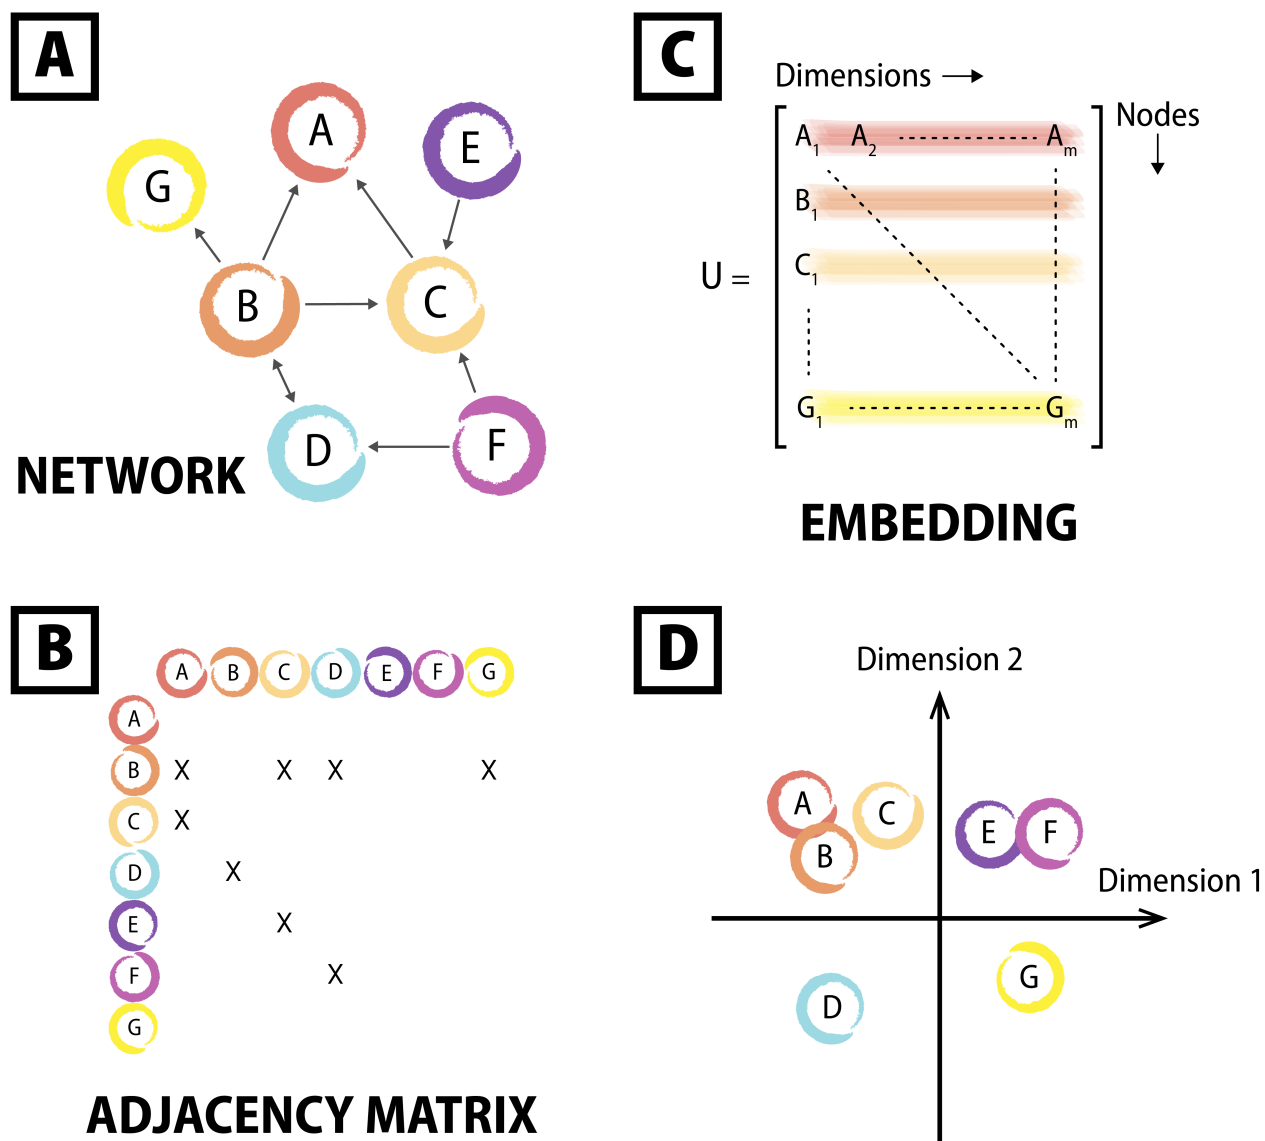 A
A
E
G
B
C
D
F
NETWORK
C
Dimensions
Nodes
A1 A2 Am
B1
C1
U =
G1 Gm
EMBEDDING
B
A B C D E F G
A
B X X X X
C X
D X
E X
F X
G
ADJACENCY MATRIX
D
Dimension 2
A C
E F
B
Dimension 1
G
D